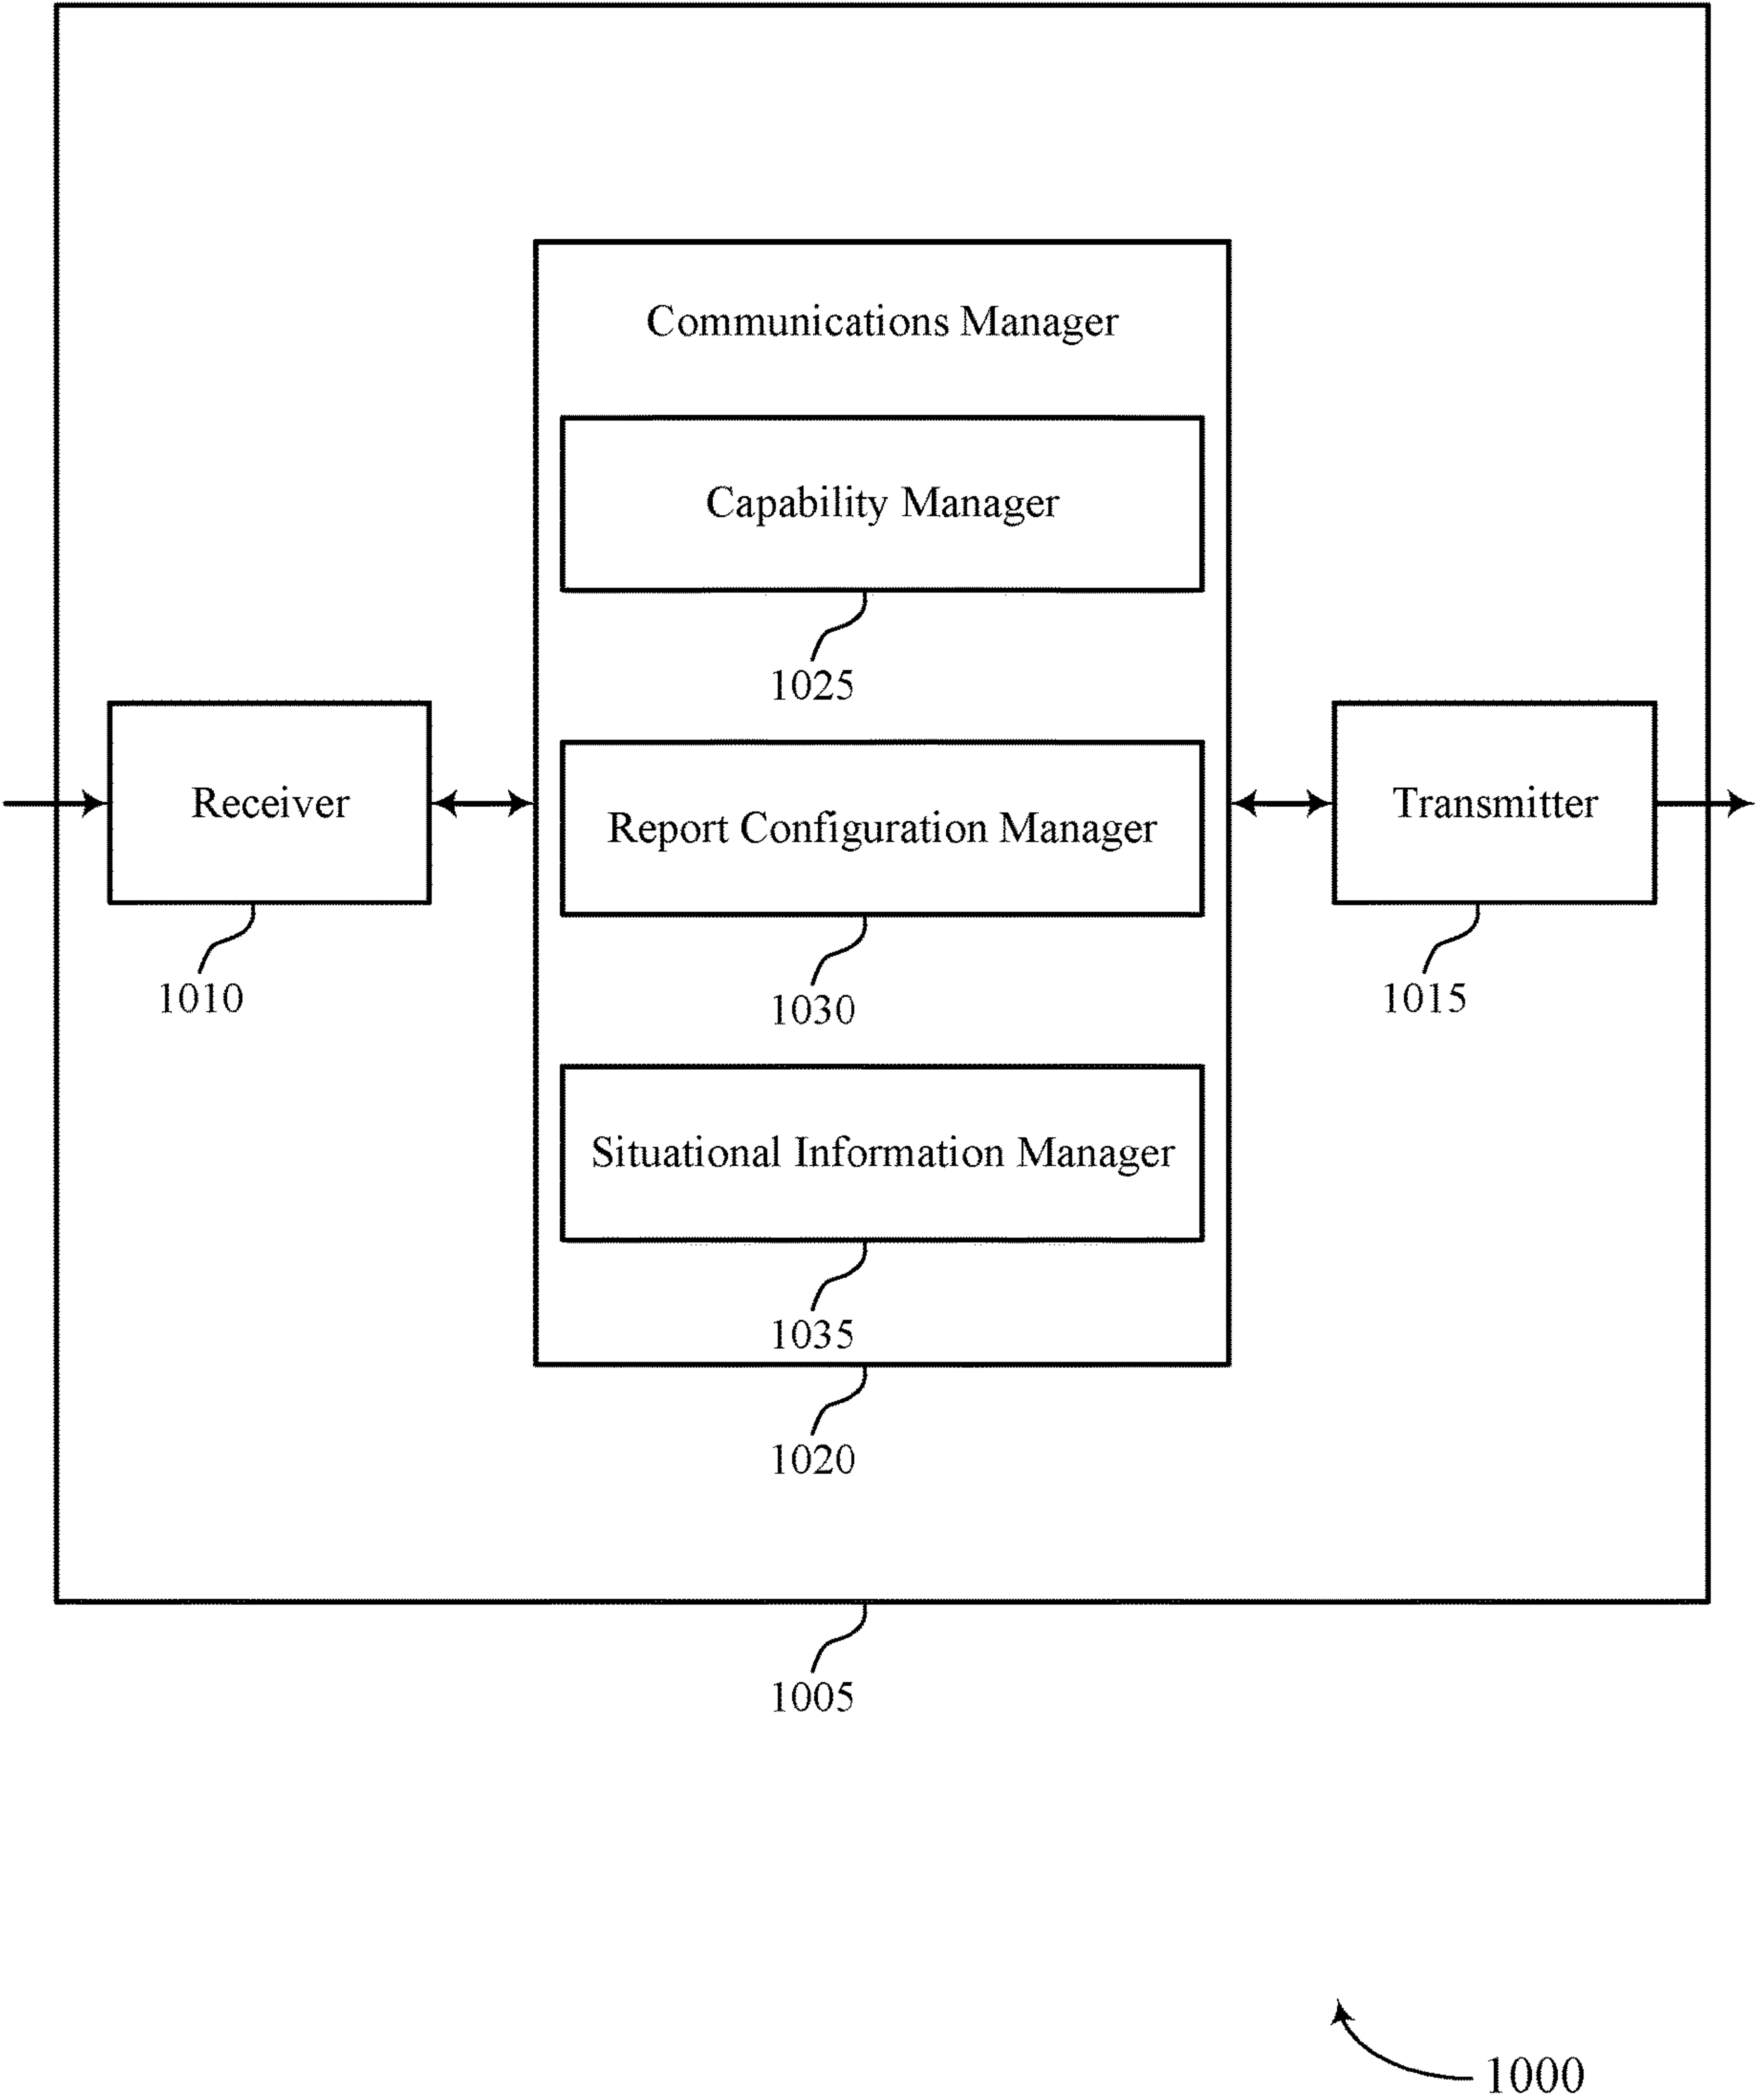 Communications Manager
Capability Manager
1025
Receiver
1010
Report Configuration Manager
1030
Transmitter
1015
Situational Information Manager
1035
1020
1005
1000